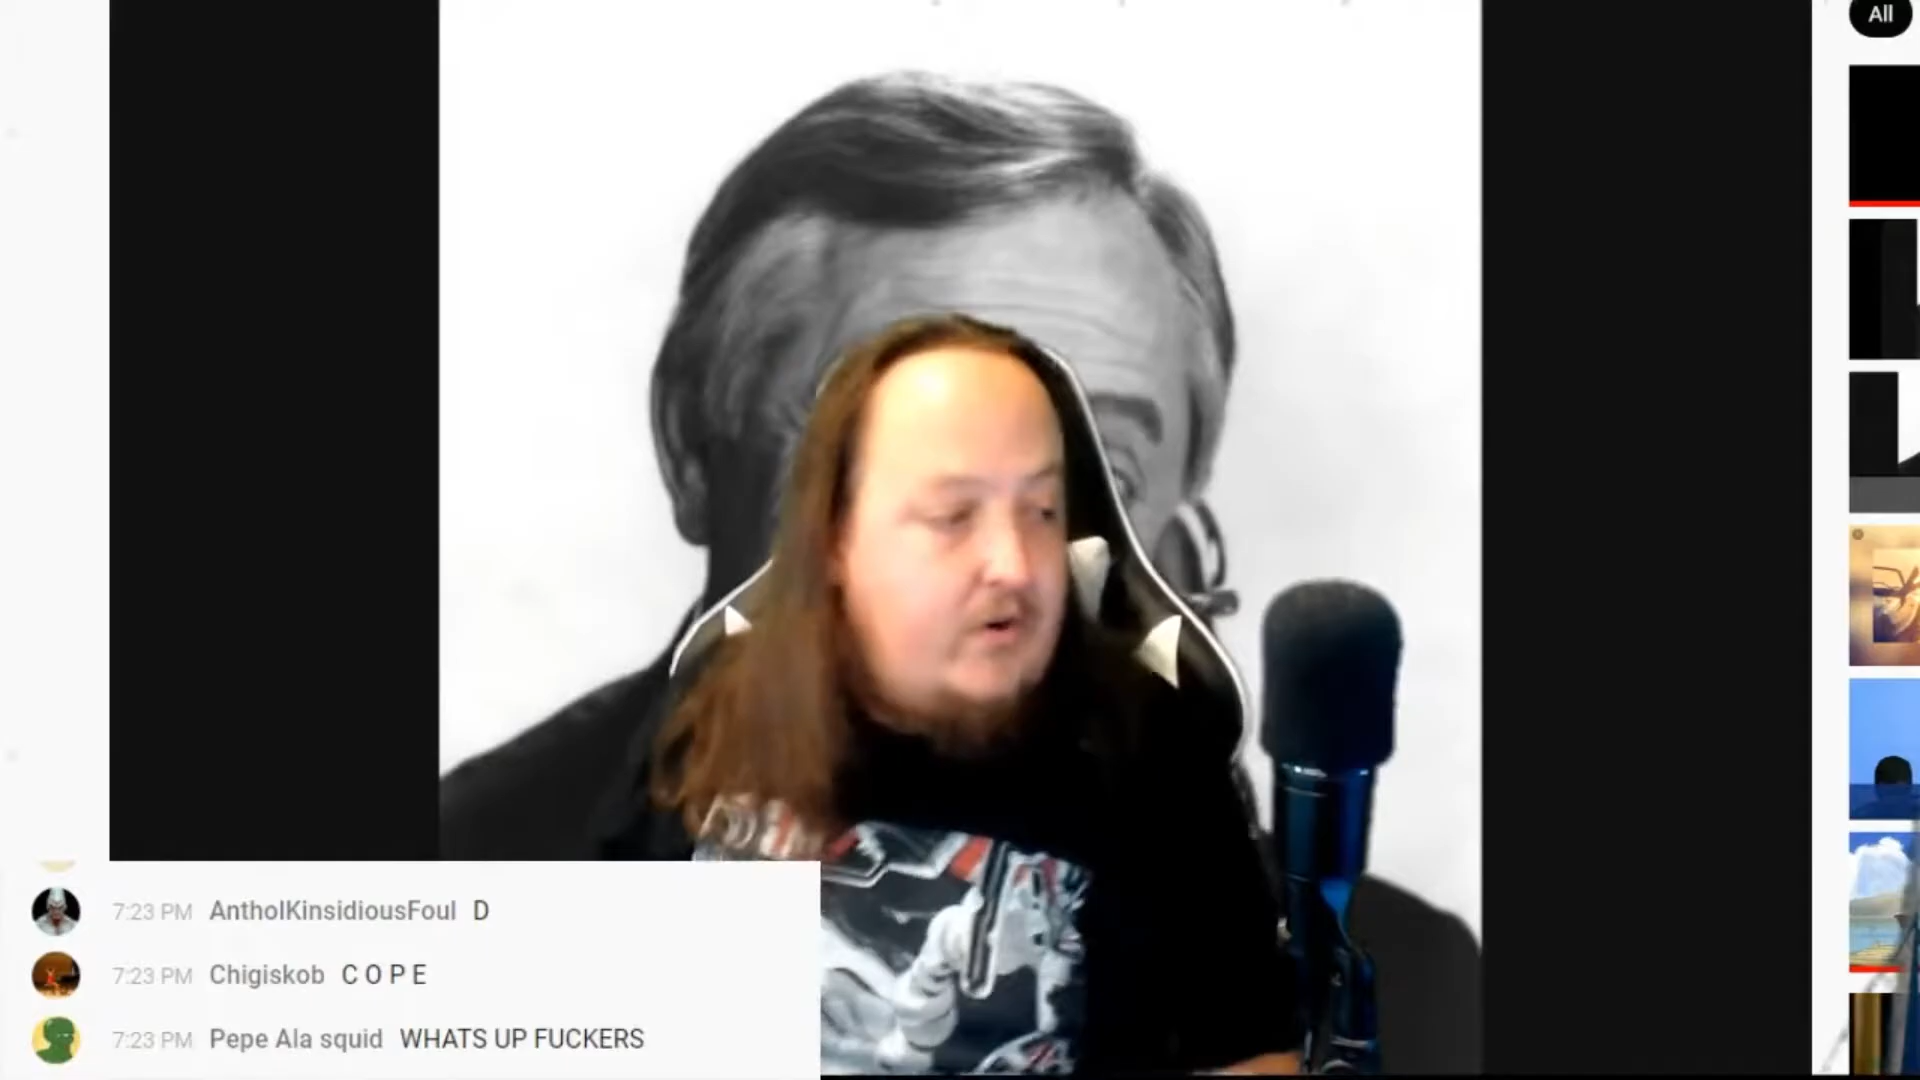 All
7:23 PM AntholKinsidiousFoul D
7:23 PM Chigiskob C O P E
7:23 PM Pepe Ala squid WHATS UP FUCKERS